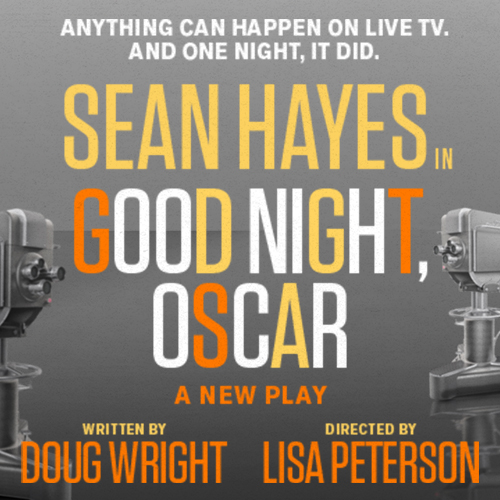 ANYTHING CAN HAPPEN ON LIVE TV.
AND ONE NIGHT, IT DID.
SEAN HAYES IN
GOOD NIGHT,
OSCAR
A NEW PLAY
WRITTEN BY DIRECTED BY
DOUG WRIGHT LISA PETERSON